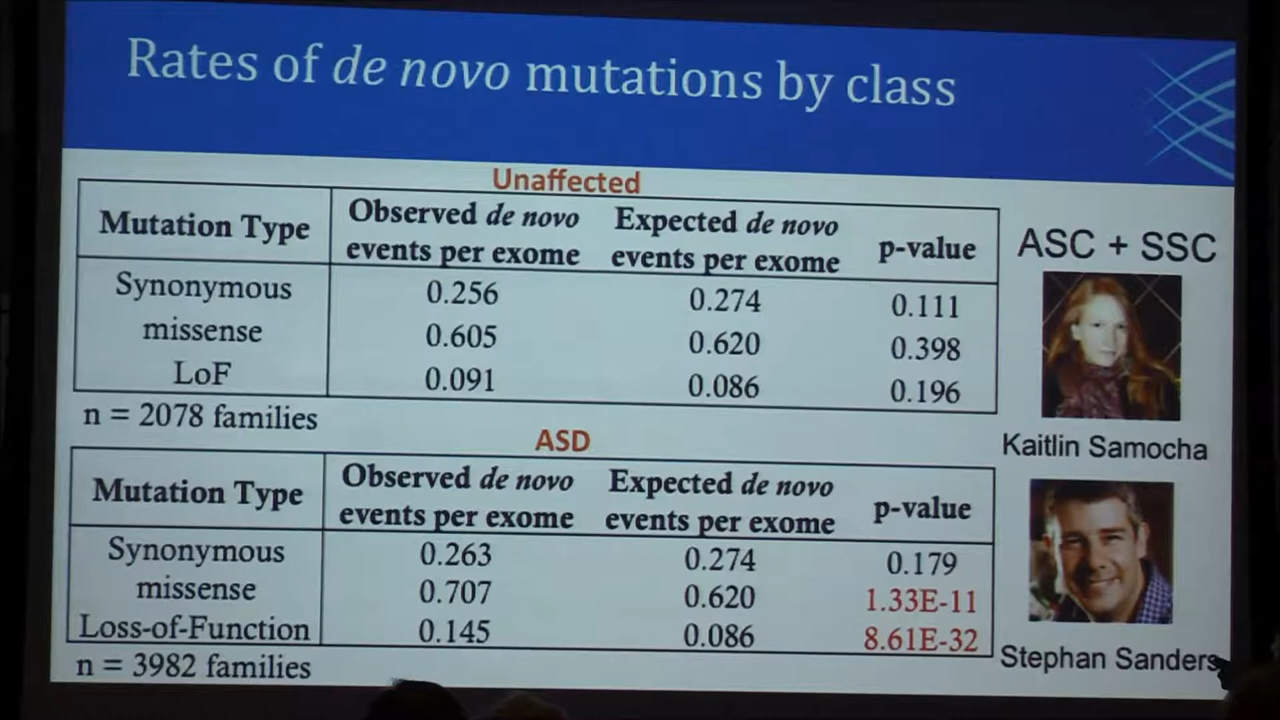 Rates of de novo mutations by class
Unaffected
Mutation Type Observed de novo events per exome Expected de novo events per exome p-value
Synonymous 0.256 0.274 0.111
missense 0.605 0.620 0.398
LoF 0.091 0.086 0.196
n = 2078 families
ASD
Mutation Type Observed de novo events per exome Expected de novo events per exome p-value
Synonymous 0.263 0.274 0.179
missense 0.707 0.620 1.33E-11
Loss-of-Function 0.145 0.086 8.61E-32
n = 3982 families
ASC + SSC
Kaitlin Samocha
Stephan Sanders